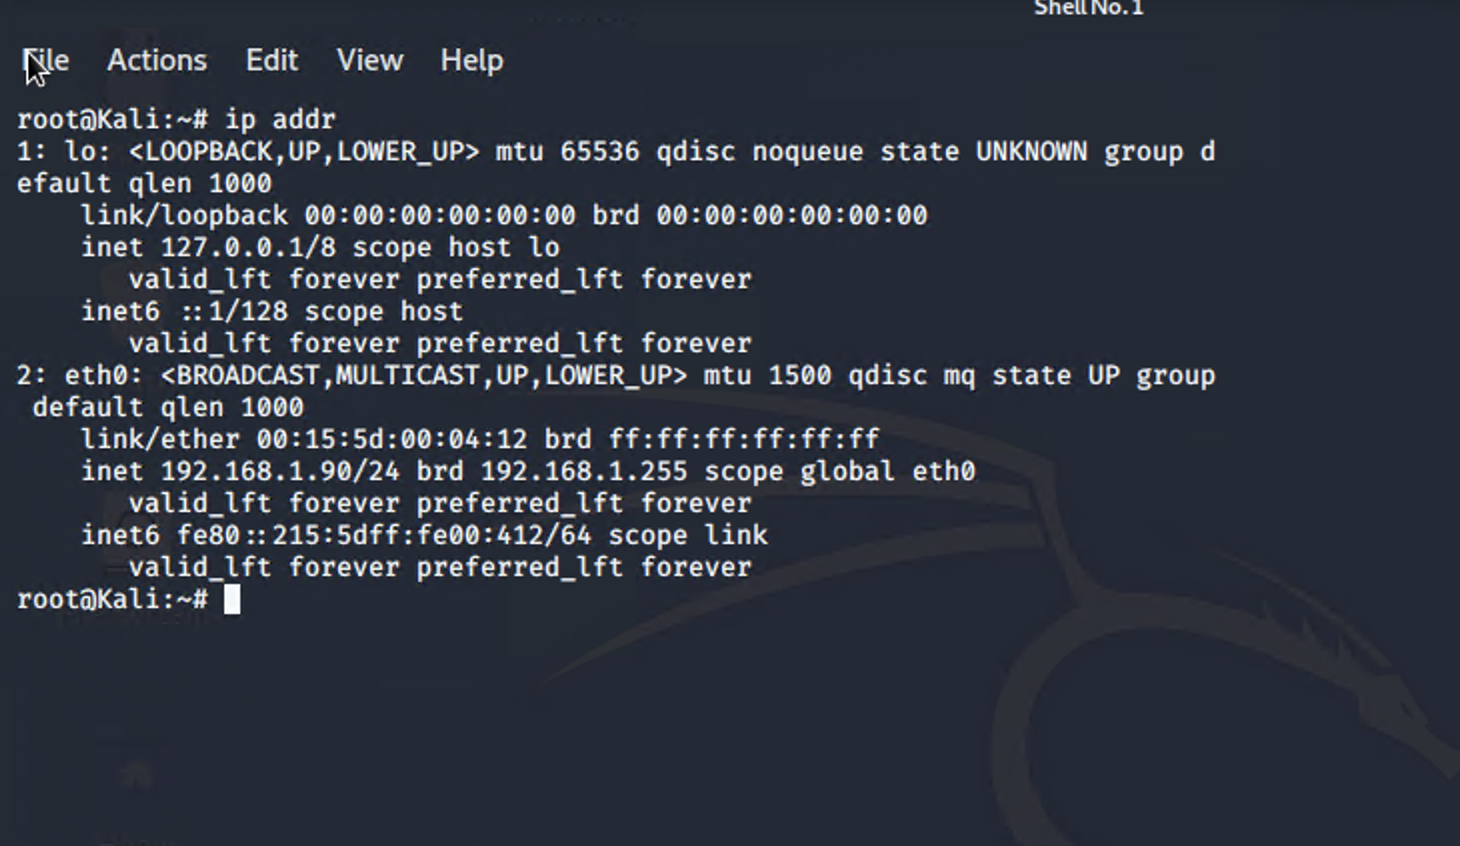 Shell No. 1
File Actions Edit View Help
root@Kali:~# ip addr
1: lo: <LOOPBACK,UP,LOWER_UP> mtu 65536 qdisc noqueue state UNKNOWN group d
efault qlen 1000
    link/loopback 00:00:00:00:00:00 brd 00:00:00:00:00:00
    inet 127.0.0.1/8 scope host lo
       valid_lft forever preferred_lft forever
    inet6 ::1/128 scope host
       valid_lft forever preferred_lft forever
2: eth0: <BROADCAST,MULTICAST,UP,LOWER_UP> mtu 1500 qdisc mq state UP group
 default qlen 1000
    link/ether 00:15:5d:00:04:12 brd ff:ff:ff:ff:ff:ff
    inet 192.168.1.90/24 brd 192.168.1.255 scope global eth0
       valid_lft forever preferred_lft forever
    inet6 fe80::215:5dff:fe00:412/64 scope link
       valid_lft forever preferred_lft forever
root@Kali:~#